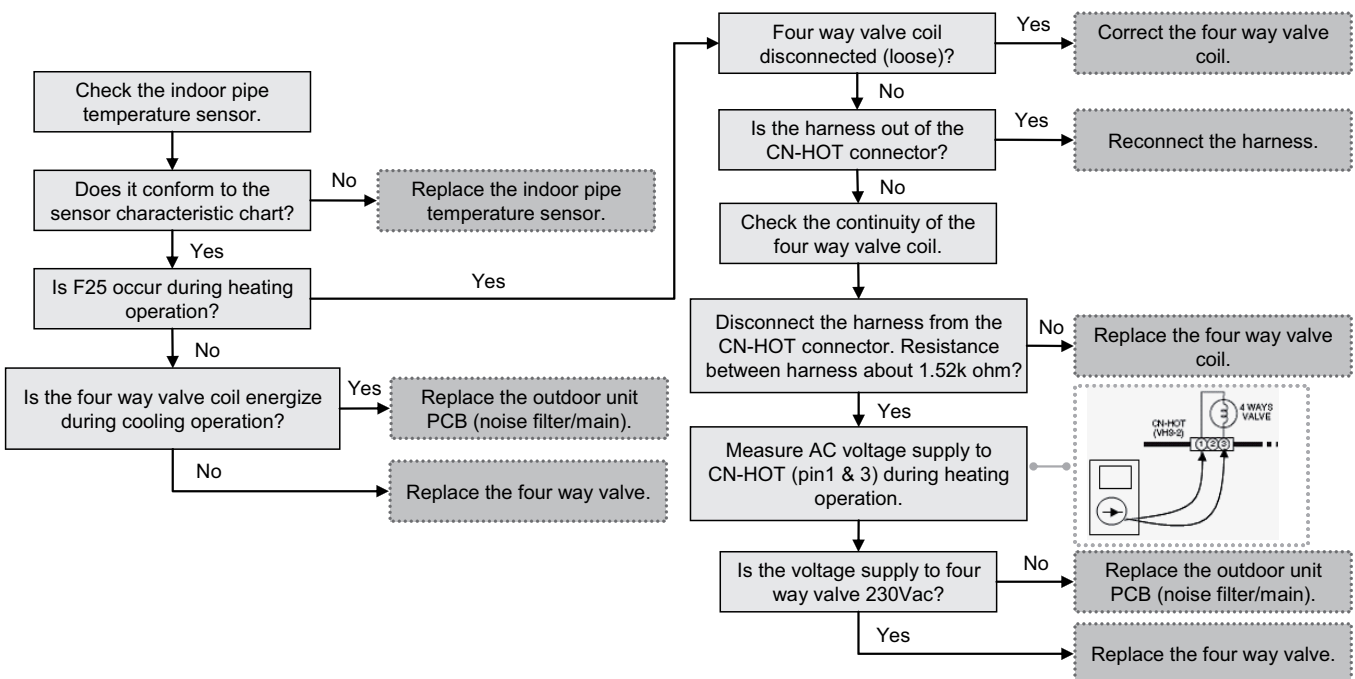 Check the indoor pipe
temperature sensor.
Does it conform to the
sensor characteristic chart?
No
Replace the indoor pipe
temperature sensor.
Yes
Is F25 occur during heating
operation?
Yes
No
Is the four way valve coil energize
during cooling operation?
Yes
Replace the outdoor unit
PCB (noise filter/main).
No
Replace the four way valve.
Four way valve coil
disconnected (loose)?
Yes
Correct the four way valve
coil.
No
Is the harness out of the
CN-HOT connector?
Yes
Reconnect the harness.
No
Check the continuity of the
four way valve coil.
Disconnect the harness from the
CN-HOT connector. Resistance
between harness about 1.52k ohm?
No
Replace the four way valve
coil.
Yes
Measure AC voltage supply to
CN-HOT (pin1 & 3) during heating
operation.
4 WAYS
VALVE
CN-HOT
(VHS-2)
1 2 3
Is the voltage supply to four
way valve 230Vac?
No
Replace the outdoor unit
PCB (noise filter/main).
Yes
Replace the four way valve.